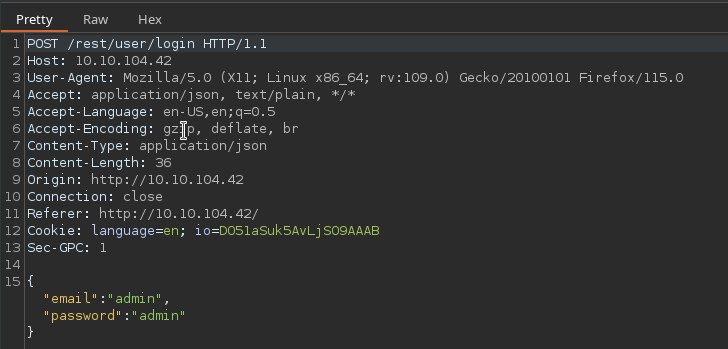 Pretty Raw Hex
1 POST /rest/user/login HTTP/1.1
2 Host: 10.10.104.42
3 User-Agent: Mozilla/5.0 (X11; Linux x86_64; rv:109.0) Gecko/20100101 Firefox/115.0
4 Accept: application/json, text/plain, */*
5 Accept-Language: en-US,en;q=0.5
6 Accept-Encoding: gzip, deflate, br
7 Content-Type: application/json
8 Content-Length: 36
9 Origin: http://10.10.104.42
10 Connection: close
11 Referer: http://10.10.104.42/
12 Cookie: language=en; io=DO51aSuk5AvLjSO9AAAB
13 Sec-GPC: 1
14
15 {
"email":"admin",
"password":"admin"
}